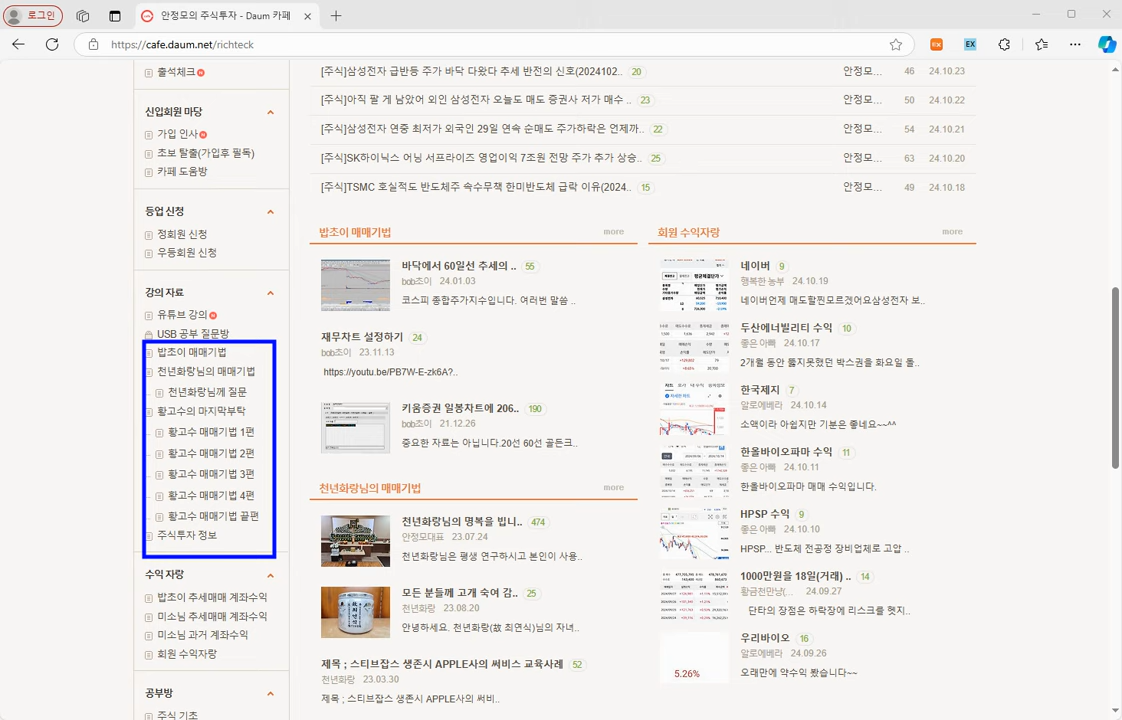 로그인
안정모의 주식투자 - Daum 카페
https://cafe.daum.net/richteck
출석체크
신입회원 마당
가입 인사
초보 탈출(가입후 필독)
카페 도움방
등업 신청
정회원 신청
우등회원 신청
강의 자료
유튜브 강의
USB 공부 질문방
밥조이 매매기법
천년화랑님의 매매기법
천년화랑님께 질문
황고수의 마지막부탁
황고수 매매기법 1편
황고수 매매기법 2편
황고수 매매기법 3편
황고수 매매기법 4편
황고수 매매기법 끝편
주식투자 정보
수익 자랑
밥조이 추세매매 계좌수익
미소님 추세매매 계좌수익
미소님 과거 계좌수익
회원 수익자랑
공부방
주식 기초
[주식]삼성전자 급반등 주가 바닥 다왔다 추세 반전의 신호(2024102.. 20 안정모... 46 24.10.23
[주식]아직 팔 게 남았어 외인 삼성전자 오늘도 매도 증권사 저가 매수 .. 23 안정모... 50 24.10.22
[주식]삼성전자 연중 최저가 외국인 29일 연속 순매도 주가하락은 언제까.. 22 안정모... 54 24.10.21
[주식]SK하이닉스 어닝 서프라이즈 영업이익 7조원 전망 주가 추가 상승.. 25 안정모... 63 24.10.20
[주식]TSMC 호실적도 반도체주 속수무책 한미반도체 급락 이유(2024.. 15 안정모... 49 24.10.18
밥조이 매매기법 more
바닥에서 60일선 추세의 .. 55
bob조이 24.01.03
코스피 종합주가지수입니다. 여러번 말씀 ..
재무차트 설정하기 24
bob조이 23.11.13
https://youtu.be/PB7W-E-zk6A?..
키움증권 일봉차트에 206.. 190
bob조이 21.12.26
중요한 자료는 아닙니다.20선 60선 골든크..
천년화랑님의 매매기법 more
천년화랑님의 명복을 빕니.. 474
안정모대표 23.07.24
천년화랑님은 평생 연구하시고 본인이 사용..
모든 분들께 고개 숙여 감.. 25
천년화랑 23.08.20
안녕하세요. 천년화랑(故 최연식)님의 자녀..
제목 ; 스티브잡스 생존시 APPLE사의 써비스 교육사례 52
천년화랑 23.03.30
제목 ; 스티브잡스 생존시 APPLE사의 써비..
회원 수익자랑 more
네이버 9
행복한 농부 24.10.19
네이버언제 매도할찐모르겠어요삼성전자 보..
두산에너빌리티 수익 10
좋은 아빠 24.10.17
2개월 동안 뚫지못했던 박스권을 화요일 돌..
한국제지 7
알로에베라 24.10.14
소액이라 아쉽지만 기분은 좋네요~~^^
한올바이오파마 수익 11
좋은 아빠 24.10.11
한올바이오파마 매매 수익입니다.
HPSP 수익 9
좋은 아빠 24.10.10
HPSP... 반도체 전공정 장비업체로 고압 ..
1000만원을 18일(거래) .. 14
황금천만냥(... 24.09.27
단타의 장점은 하락장에 리스크를 헷지..
우리바이오 16
알로에베라 24.09.26
오래만에 약수익 봤습니다~~
5.26%